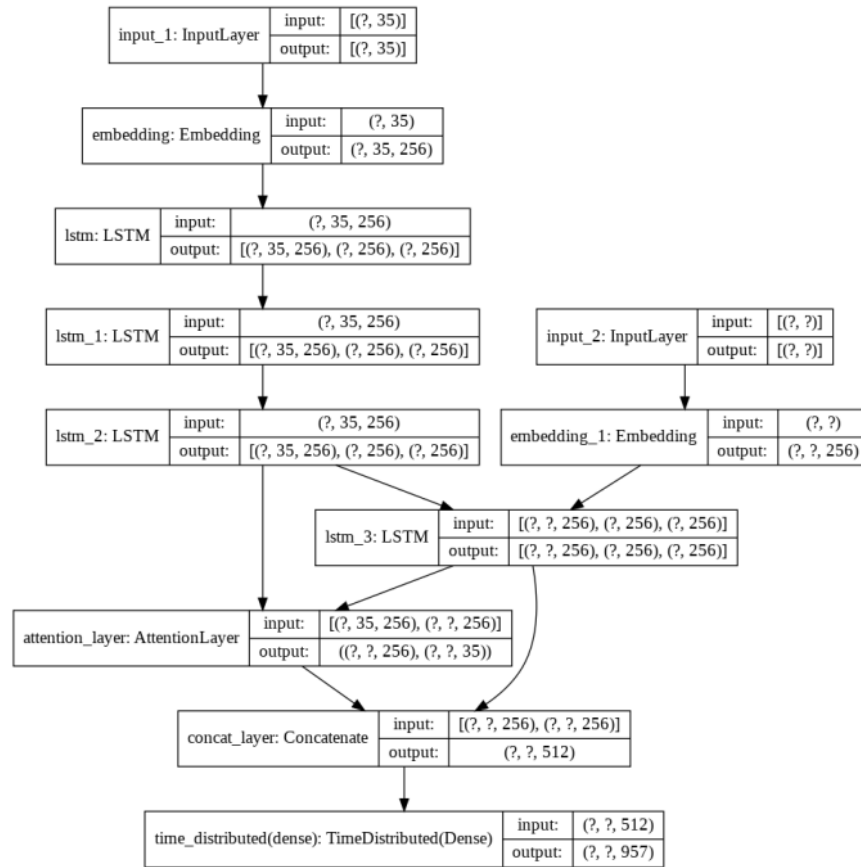 input_1: InputLayer
input: [(?, 35)]
output: [(?, 35)]
embedding: Embedding
input: (?, 35)
output: (?, 35, 256)
lstm: LSTM
input: (?, 35, 256)
output: [(?, 35, 256), (?, 256), (?, 256)]
lstm_1: LSTM
input: (?, 35, 256)
output: [(?, 35, 256), (?, 256), (?, 256)]
input_2: InputLayer
input: [(?, ?)]
output: [(?, ?)]
lstm_2: LSTM
input: (?, 35, 256)
output: [(?, 35, 256), (?, 256), (?, 256)]
embedding_1: Embedding
input: (?, ?)
output: (?, ?, 256)
lstm_3: LSTM
input: [(?, ?, 256), (?, 256), (?, 256)]
output: [(?, ?, 256), (?, 256), (?, 256)]
attention_layer: AttentionLayer
input: [(?, 35, 256), (?, ?, 256)]
output: ((?, ?, 256), (?, ?, 35))
concat_layer: Concatenate
input: [(?, ?, 256), (?, ?, 256)]
output: (?, ?, 512)
time_distributed(dense): TimeDistributed(Dense)
input: (?, ?, 512)
output: (?, ?, 957)